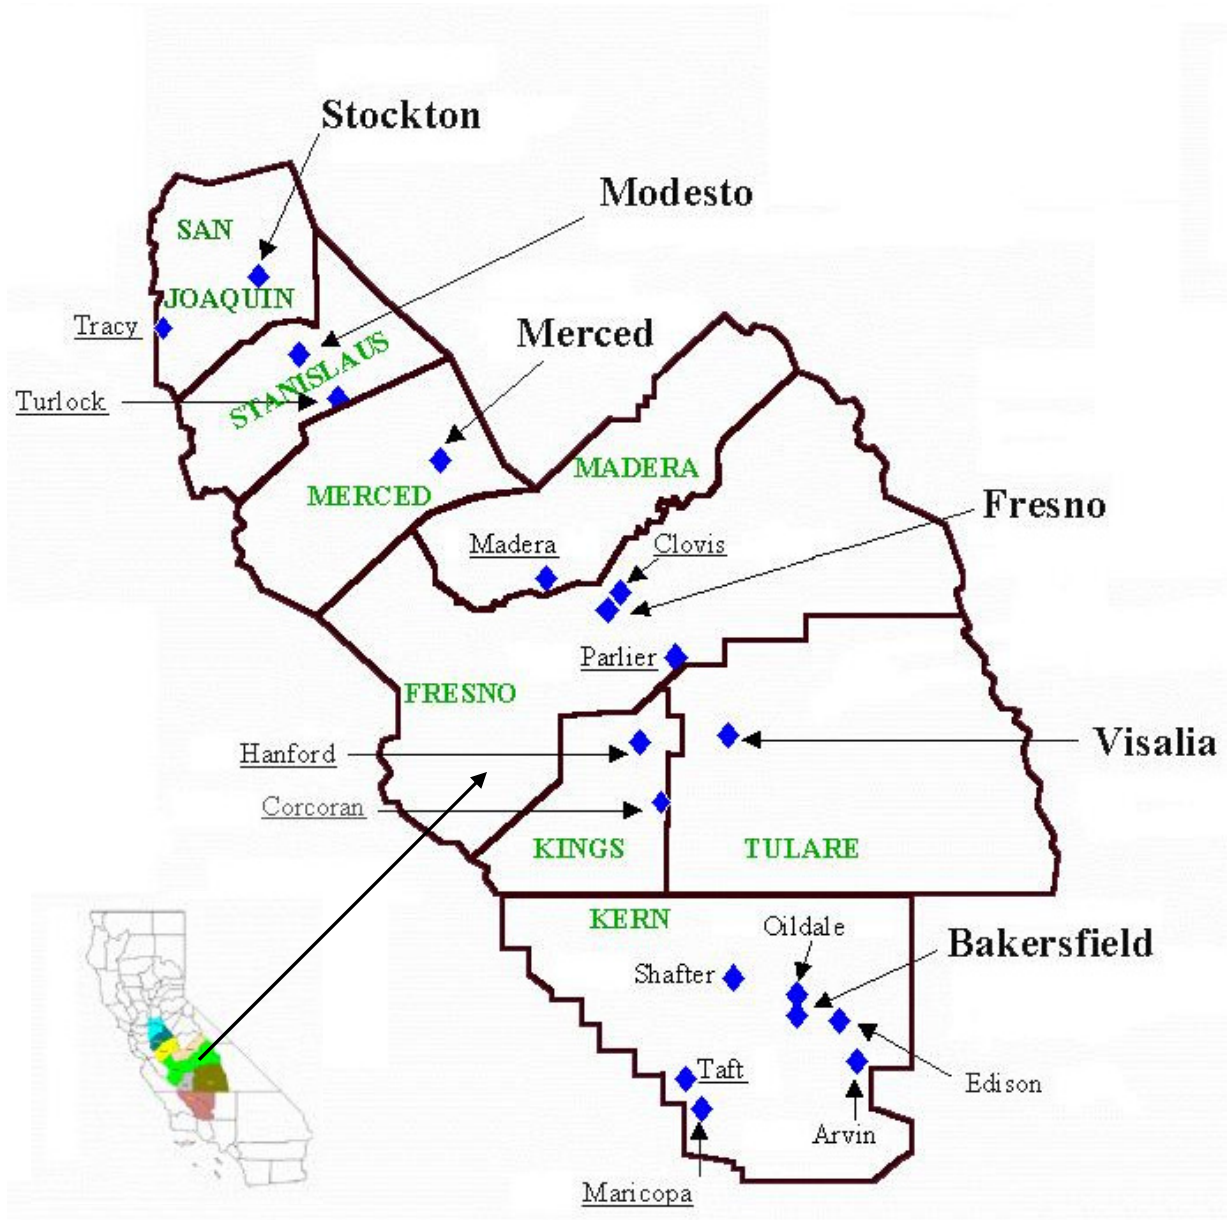 Stockton
Modesto
SAN
JOAQUIN
Tracy
Merced
STANISLAUS
Turlock
MADERA
MERCED
Fresno
Madera
Clovis
Parlier
FRESNO
Hanford
Visalia
Corcoran
KINGS
TULARE
KERN
Oildale
Bakersfield
Shafter
Taft
Edison
Arvin
Maricopa